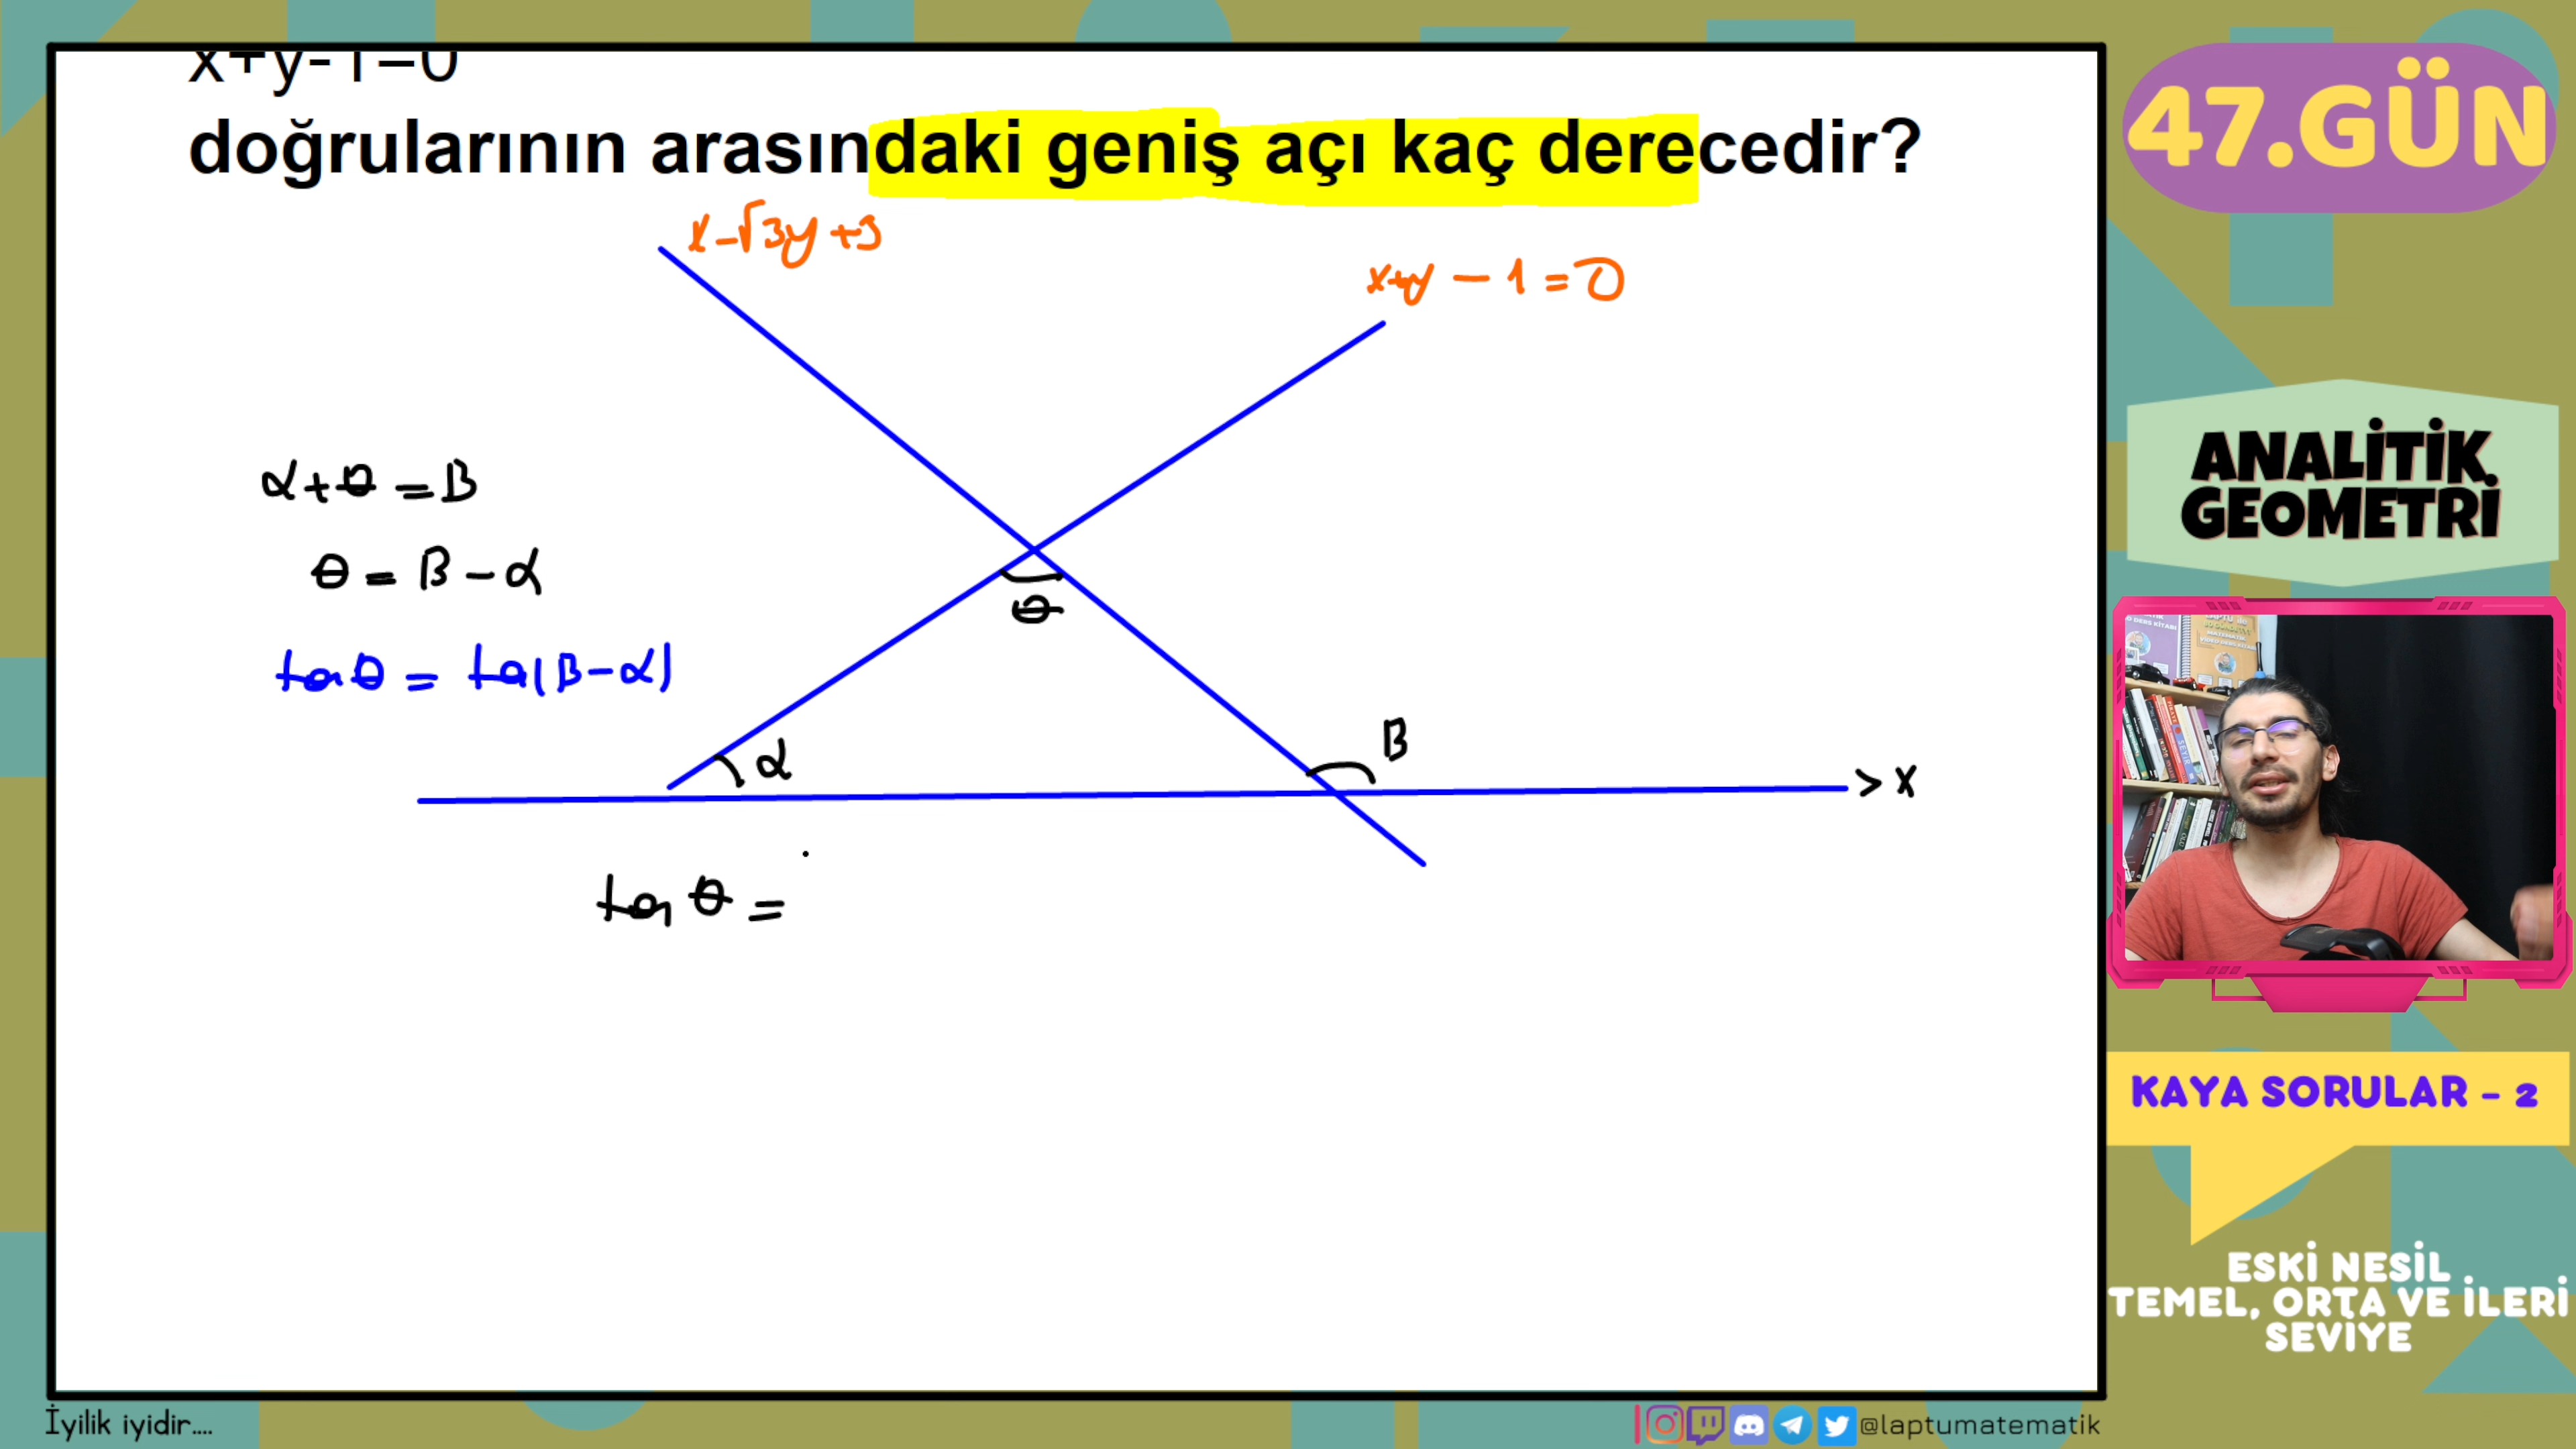 x+y-1=0
doğrularının arasındaki geniş açı kaç derecedir?
x-√3y+3
x+y-1=0
α+θ=β
θ=β-α
tanθ=tan(β-α)
θ
α
β
>x
tanθ=
47.GÜN
ANALİTİK
GEOMETRİ
KAYA SORULAR - 2
ESKİ NESİL
TEMEL, ORTA VE İLERİ
SEVİYE
İyilik iyidir....
@laptumatematik